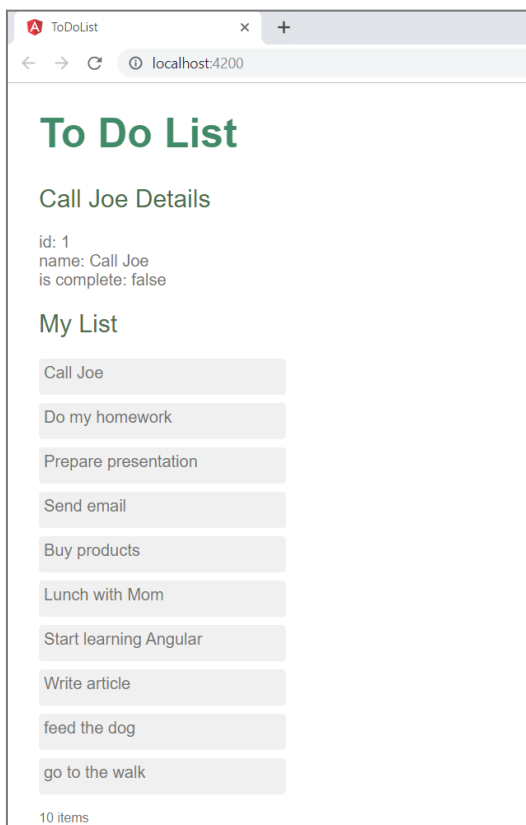 ToDoList
localhost:4200
To Do List
Call Joe Details
id: 1
name: Call Joe
is complete: false
My List
Call Joe
Do my homework
Prepare presentation
Send email
Buy products
Lunch with Mom
Start learning Angular
Write article
feed the dog
go to the walk
10 items